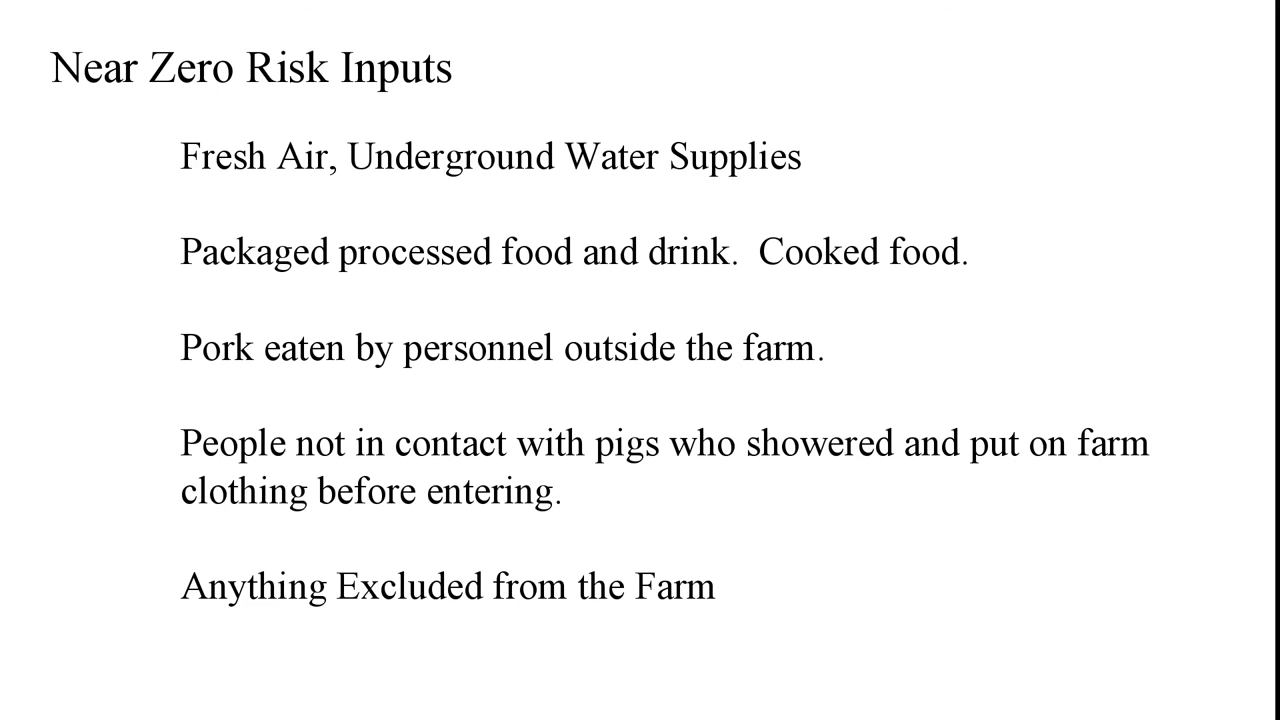 Near Zero Risk Inputs
Fresh Air, Underground Water Supplies
Packaged processed food and drink.  Cooked food.
Pork eaten by personnel outside the farm.
People not in contact with pigs who showered and put on farm
clothing before entering.
Anything Excluded from the Farm